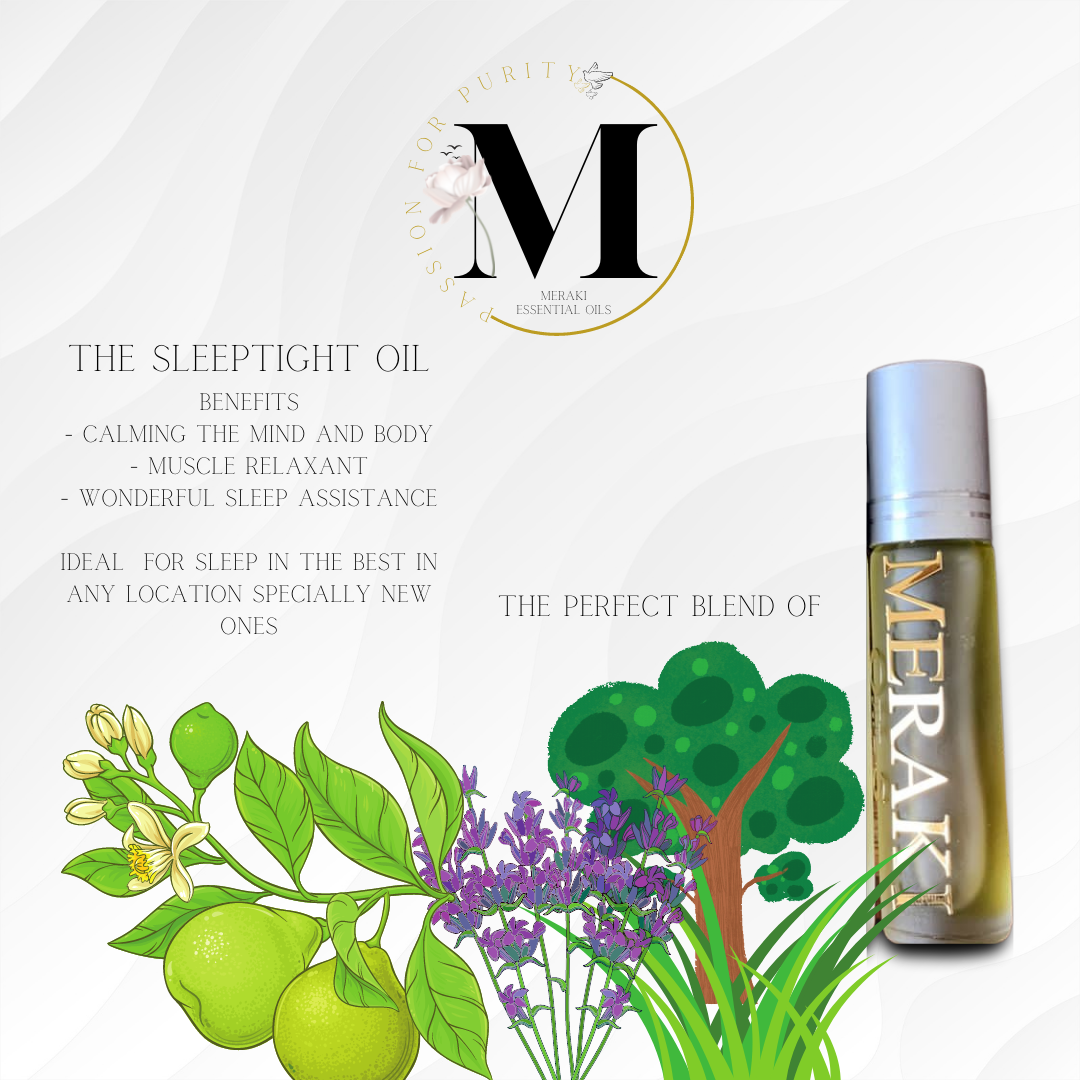 PASSION FOR PURITY
M
MERAKI
ESSENTIAL OILS
THE SLEEPTIGHT OIL
BENEFITS
- CALMING THE MIND AND BODY
- MUSCLE RELAXANT
- WONDERFUL SLEEP ASSISTANCE
IDEAL FOR SLEEP IN THE BEST IN
ANY LOCATION SPECIALLY NEW
ONES
THE PERFECT BLEND OF
MERAKI